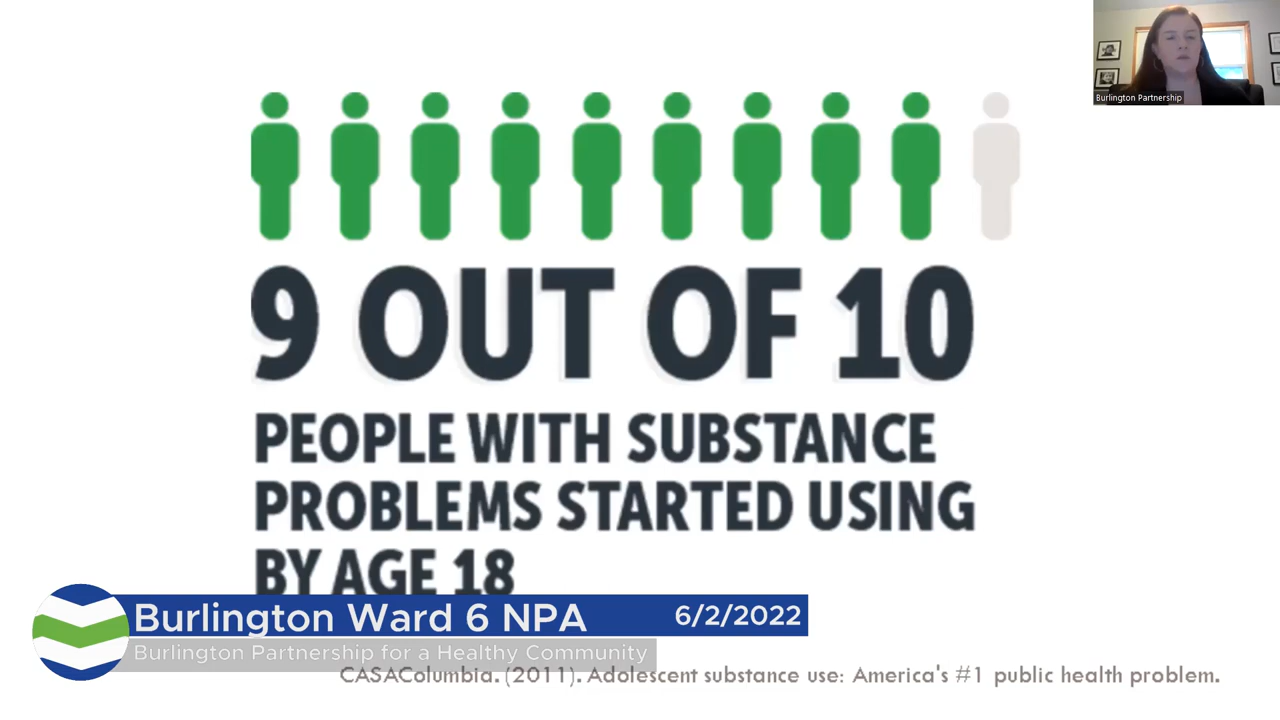 Burlington Partnership
9 OUT OF 10
PEOPLE WITH SUBSTANCE
PROBLEMS STARTED USING
BY AGE 18
Burlington Ward 6 NPA 6/2/2022
Burlington Partnership for a Healthy Community
CASAColumbia. (2011). Adolescent substance use: America's #1 public health problem.